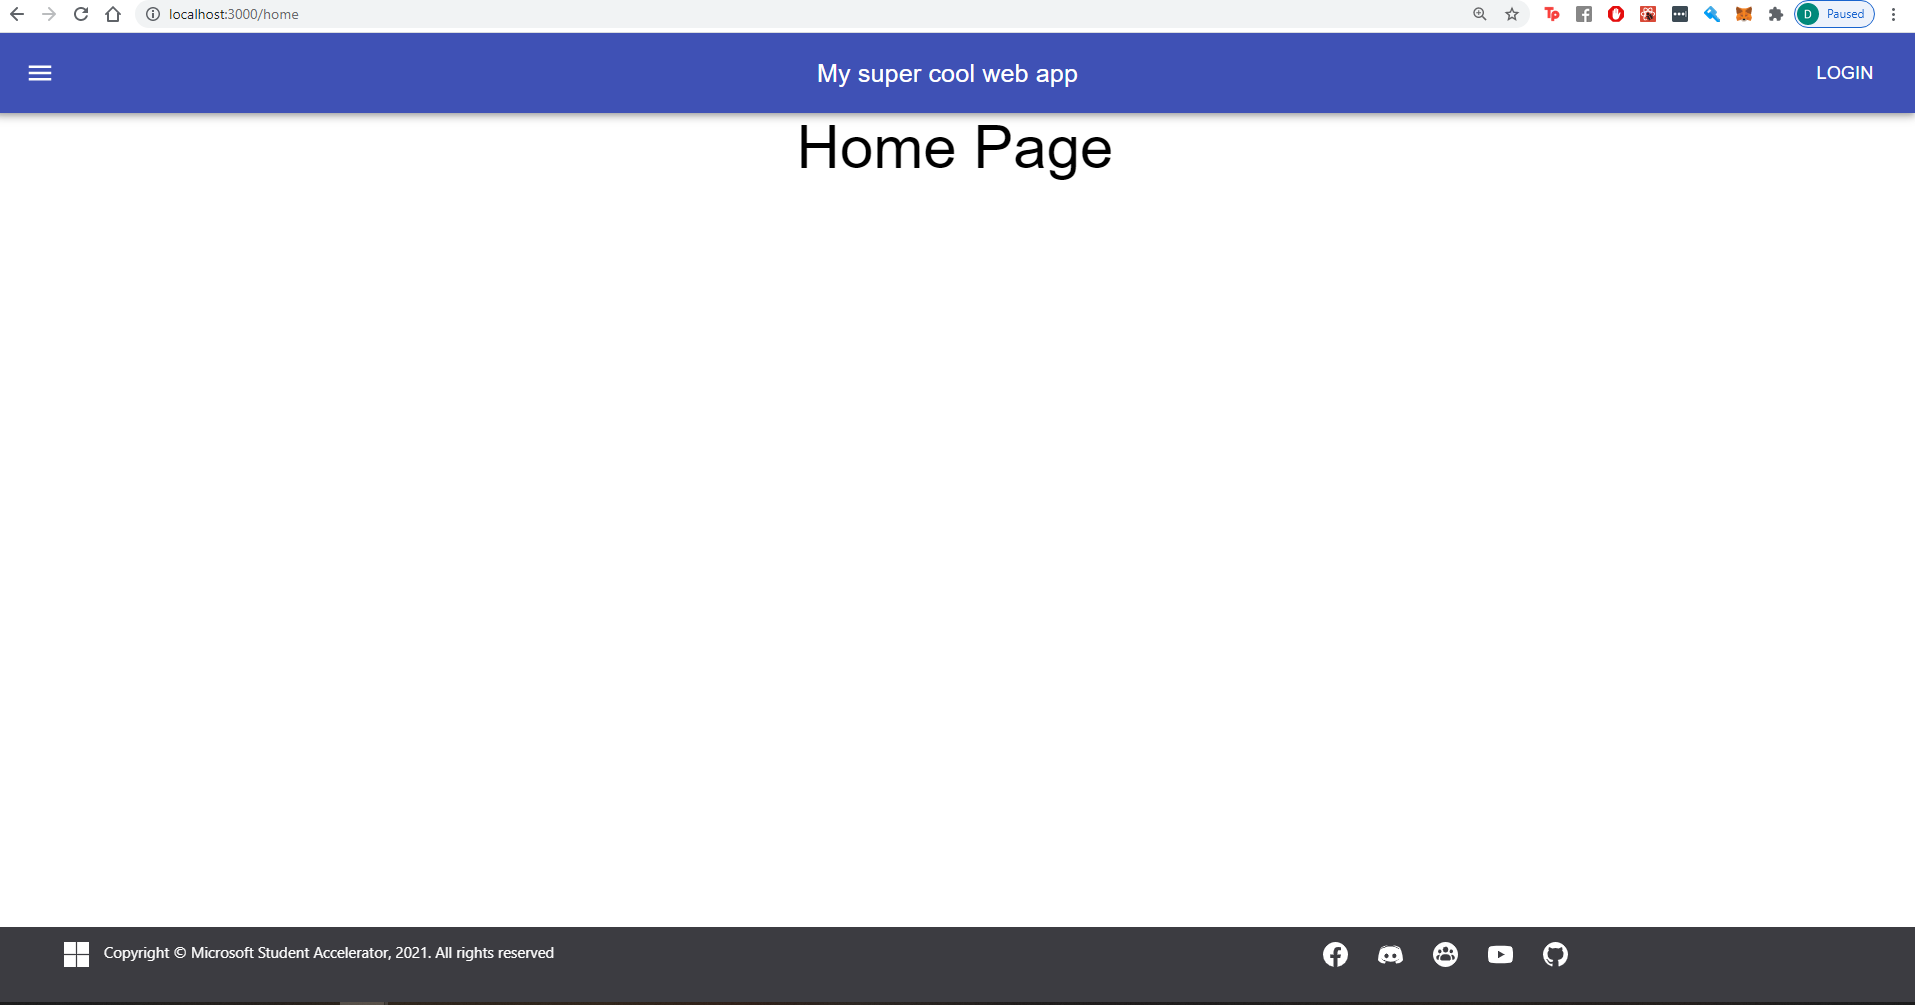 localhost:3000/home
Tp
D Paused
My super cool web app
LOGIN
Home Page
Copyright © Microsoft Student Accelerator, 2021. All rights reserved